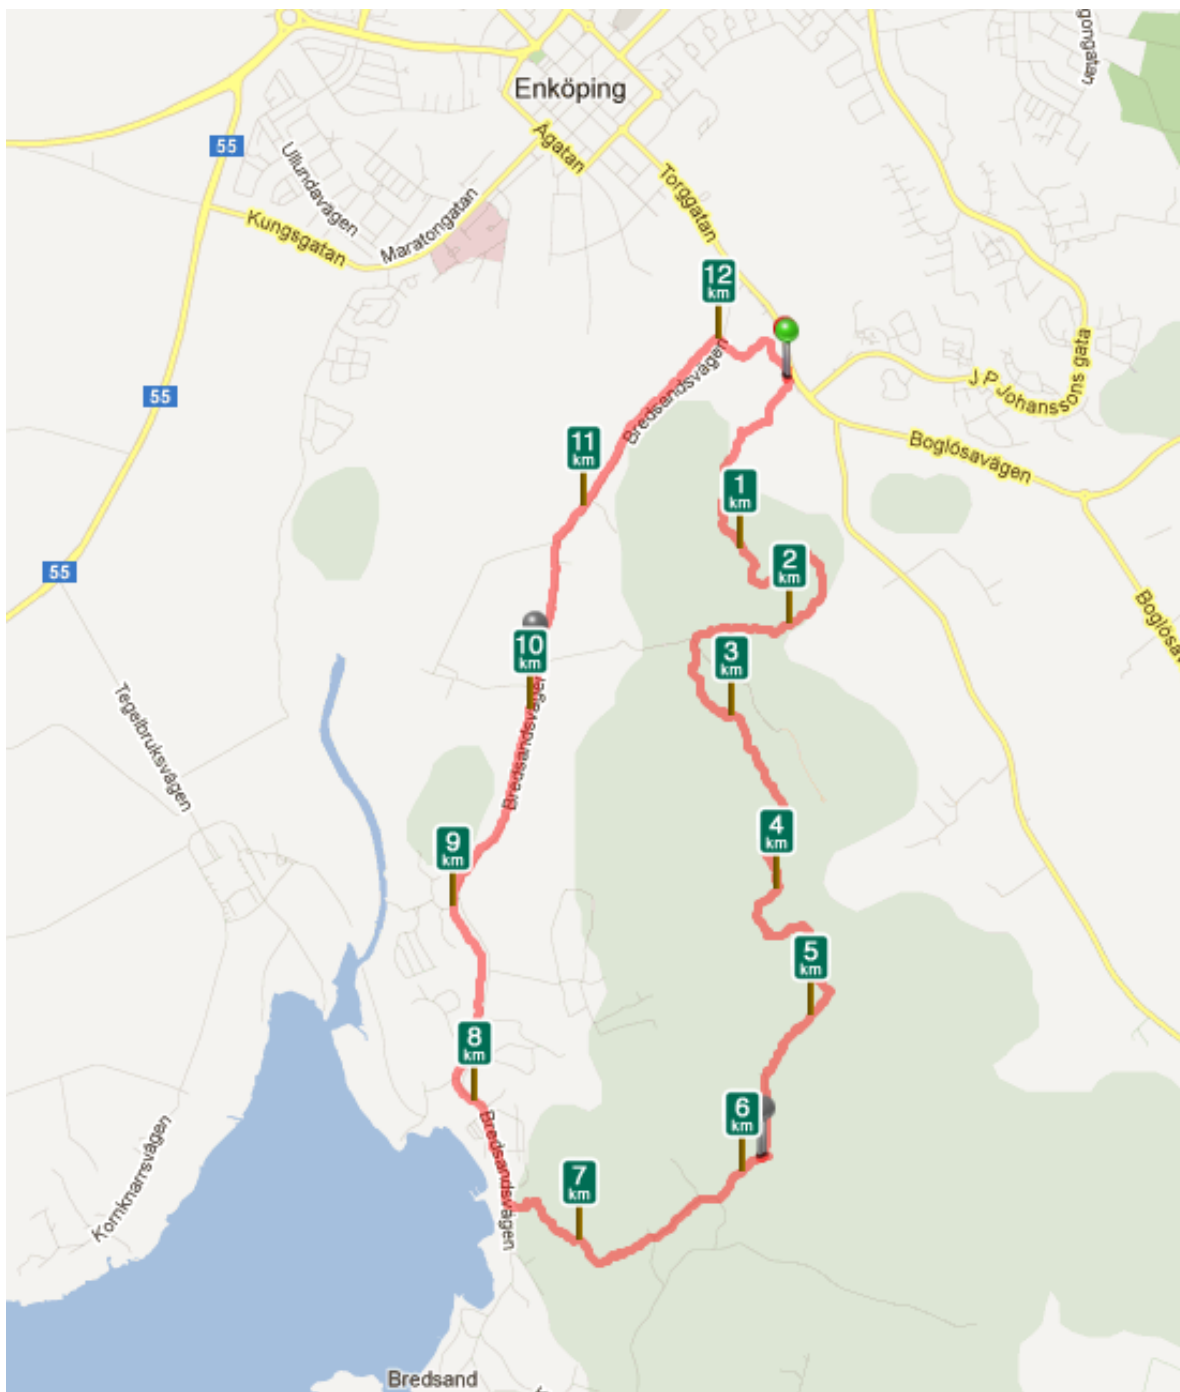 Enköping
Ågatan
55
Ullundavägen
Maratongatan
Kungsgatan
Torggatan
12
km
J P Johanssons gata
55
Bredsandsvägen
11
km
Boglösavägen
1
km
55
2
km
10
km
3
km
Tegelbruksvägen
Bredsandsvägen
9
km
4
km
5
km
8
km
6
km
Bredsandsvägen
7
km
Kornknarrsvägen
Bredsand